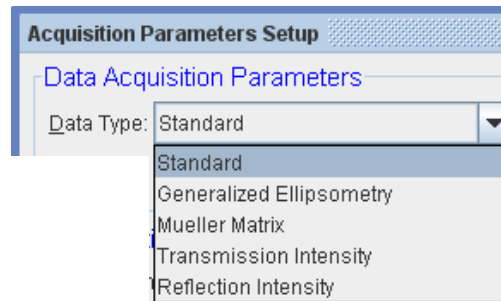 Acquisition Parameters Setup
Data Acquisition Parameters
Data Type: Standard
Standard
Generalized Ellipsometry
Mueller Matrix
Transmission Intensity
Reflection Intensity